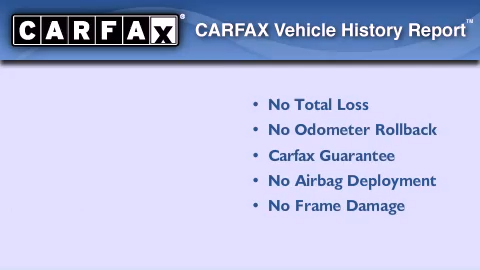 CARFAX® CARFAX Vehicle History Report™
• No Total Loss
• No Odometer Rollback
• Carfax Guarantee
• No Airbag Deployment
• No Frame Damage